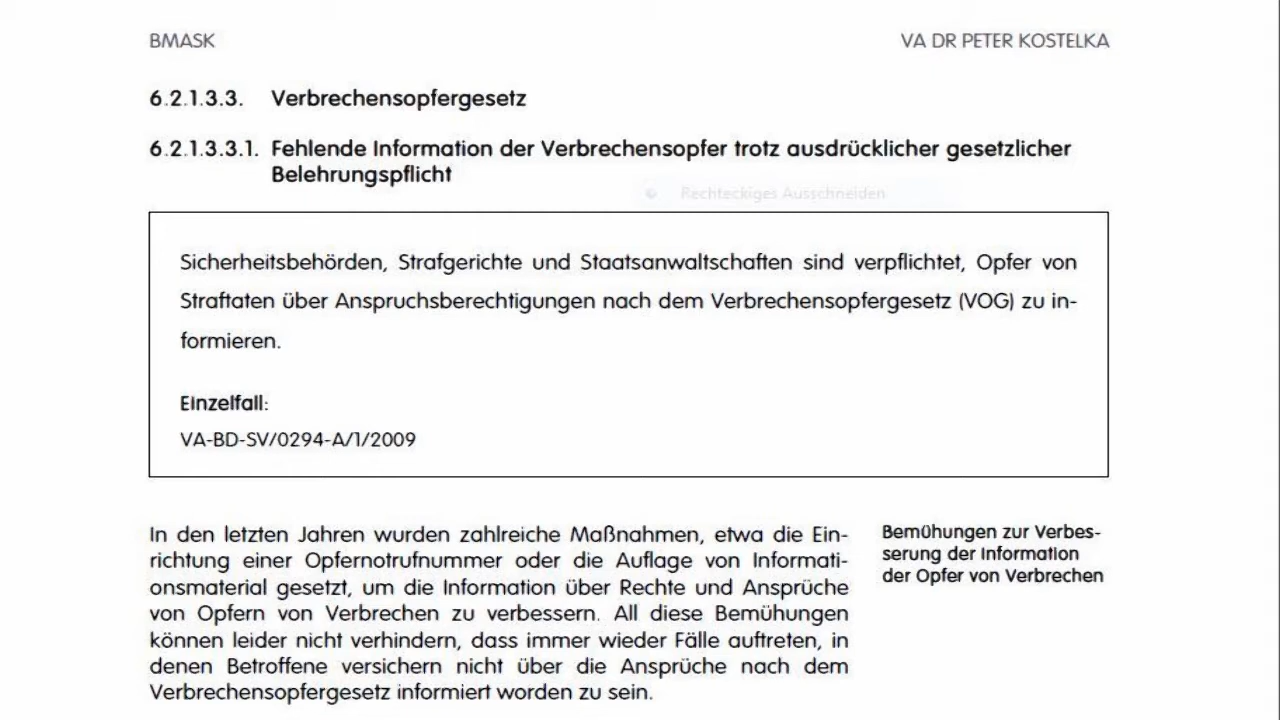 BMASK
VA DR PETER KOSTELKA
6.2.1.3.3. Verbrechensopfergesetz
6.2.1.3.3.1. Fehlende Information der Verbrechensopfer trotz ausdrücklicher gesetzlicher
Belehrungspflicht
Rechteckiges Ausschneiden
Sicherheitsbehörden, Strafgerichte und Staatsanwaltschaften sind verpflichtet, Opfer von
Straftaten über Anspruchsberechtigungen nach dem Verbrechensopfergesetz (VOG) zu in-
formieren.
Einzelfall:
VA-BD-SV/0294-A/1/2009
In den letzten Jahren wurden zahlreiche Maßnahmen, etwa die Ein-
richtung einer Opfernotrufnummer oder die Auflage von Informati-
onsmaterial gesetzt, um die Information über Rechte und Ansprüche
von Opfern von Verbrechen zu verbessern. All diese Bemühungen
können leider nicht verhindern, dass immer wieder Fälle auftreten, in
denen Betroffene versichern nicht über die Ansprüche nach dem
Verbrechensopfergesetz informiert worden zu sein.
Bemühungen zur Verbes-
serung der Information
der Opfer von Verbrechen